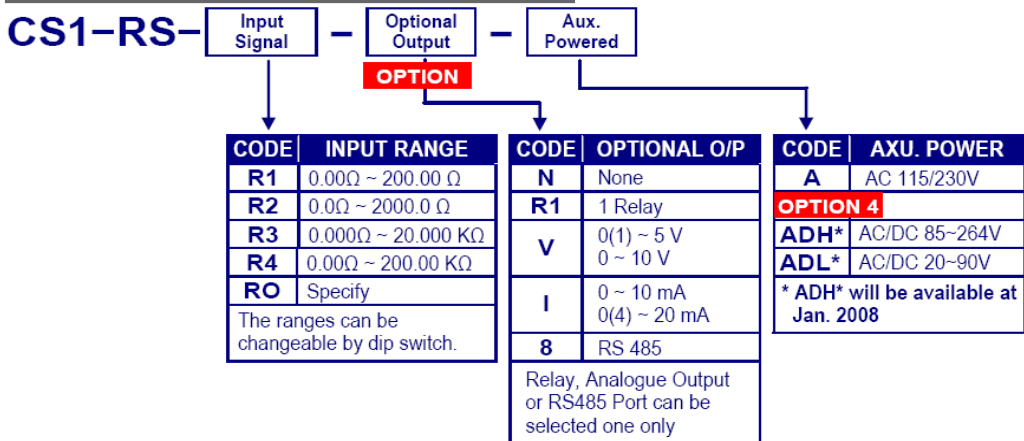 CS1-RS- Input Signal - Optional Output - Aux. Powered
OPTION
CODE INPUT RANGE
R1 0.00Ω ~ 200.00 Ω
R2 0.0Ω ~ 2000.0 Ω
R3 0.000Ω ~ 20.000 KΩ
R4 0.00Ω ~ 200.00 KΩ
RO Specify
The ranges can be
changeable by dip switch.
CODE OPTIONAL O/P
N None
R1 1 Relay
V 0(1) ~ 5 V
0 ~ 10 V
I 0 ~ 10 mA
0(4) ~ 20 mA
8 RS 485
Relay, Analogue Output
or RS485 Port can be
selected one only
CODE AXU. POWER
A AC 115/230V
OPTION 4
ADH* AC/DC 85~264V
ADL* AC/DC 20~90V
* ADH* will be available at
Jan. 2008